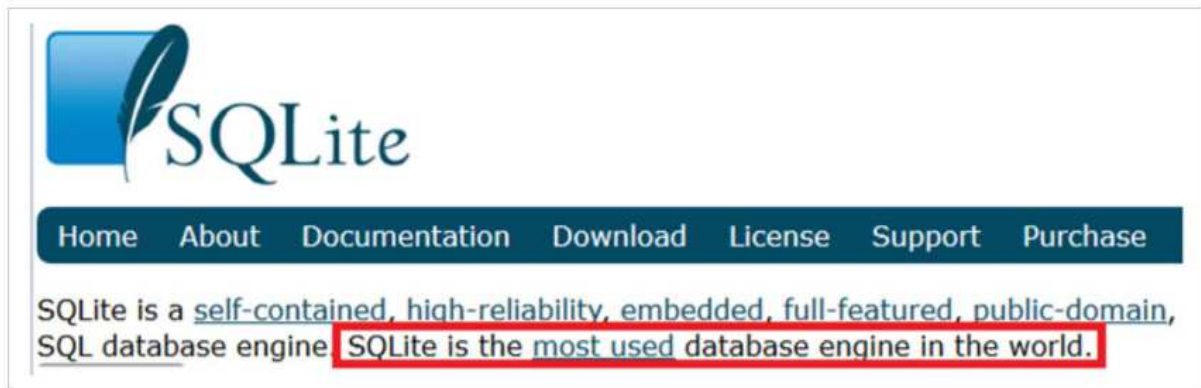 SQLite
Home About Documentation Download License Support Purchase
SQLite is a self-contained, high-reliability, embedded, full-featured, public-domain,
SQL database engine. SQLite is the most used database engine in the world.